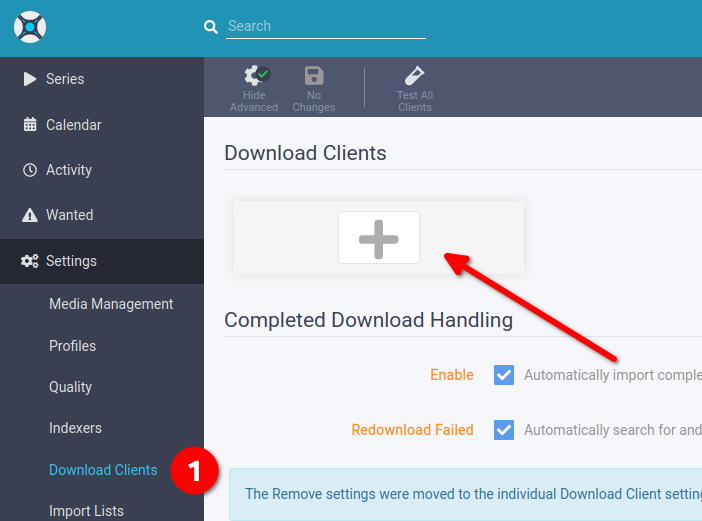 Search
Series
Calendar
Activity
Wanted
Settings
Media Management
Profiles
Quality
Indexers
Download Clients
1
Import Lists
Hide
Advanced
No
Changes
Test All
Clients
Download Clients
Completed Download Handling
Enable
Automatically import comple
Redownload Failed
Automatically search for and
The Remove settings were moved to the individual Download Client setting